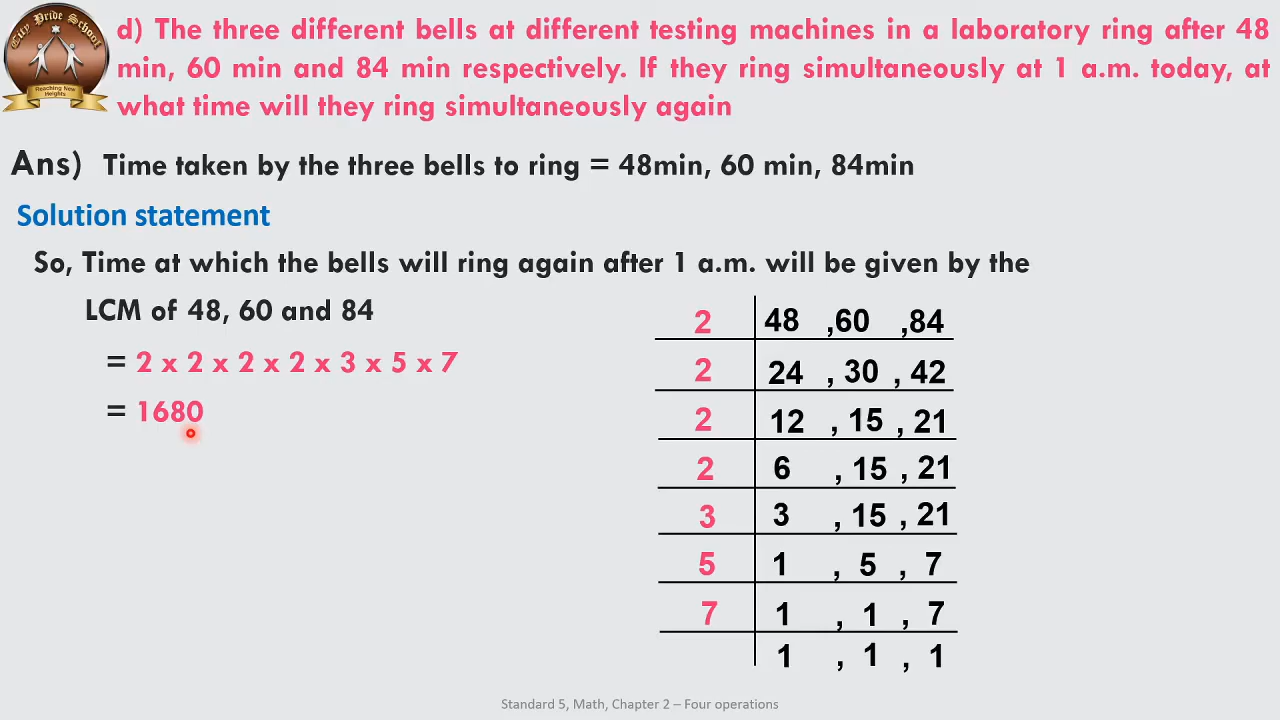 City Pride School
Reaching New
Heights
d) The three different bells at different testing machines in a laboratory ring after 48
min, 60 min and 84 min respectively. If they ring simultaneously at 1 a.m. today, at
what time will they ring simultaneously again
Ans) Time taken by the three bells to ring = 48min, 60 min, 84min
Solution statement
So, Time at which the bells will ring again after 1 a.m. will be given by the
LCM of 48, 60 and 84
= 2 x 2 x 2 x 2 x 3 x 5 x 7
= 1680
2 48 ,60 ,84
2 24 , 30 , 42
2 12 , 15 , 21
2 6 , 15 , 21
3 3 , 15 , 21
5 1 , 5 , 7
7 1 , 1 , 7
1 , 1 , 1
Standard 5, Math, Chapter 2 – Four operations